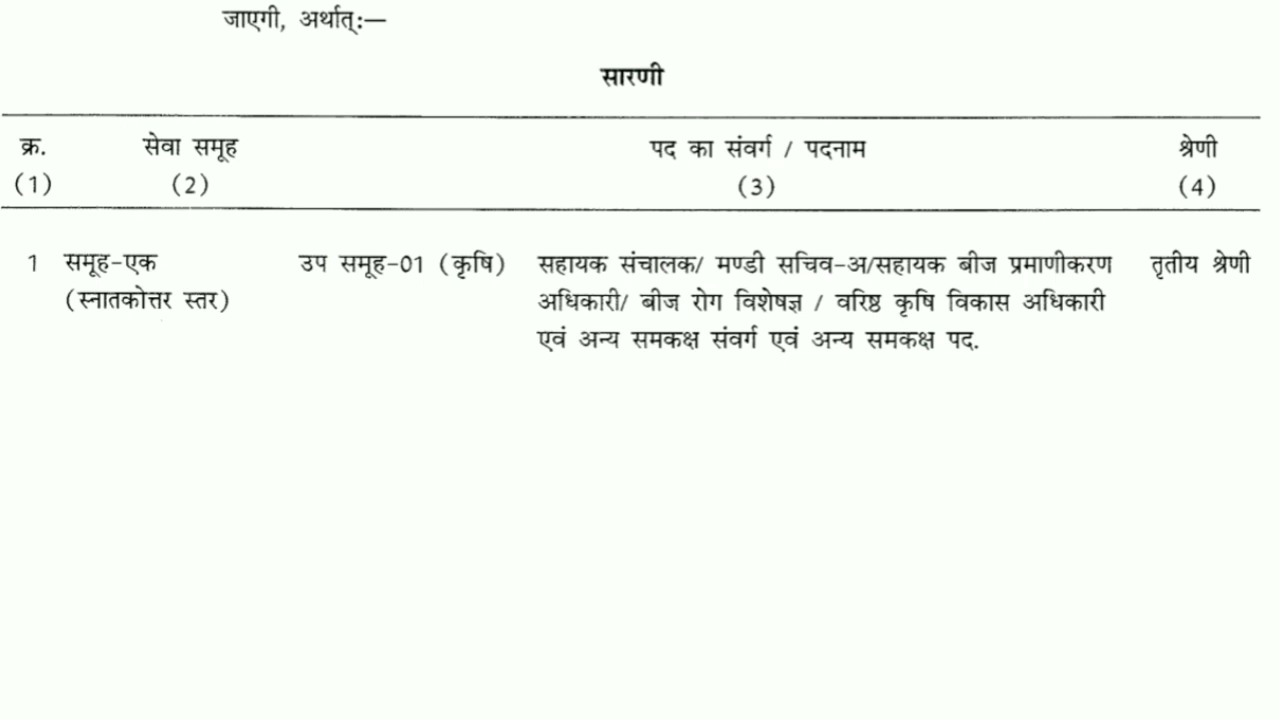 जाएगी, अर्थात्:—
सारणी
क्र. सेवा समूह पद का संवर्ग / पदनाम श्रेणी
(1) (2) (3) (4)
1 समूह-एक उप समूह-01 (कृषि) सहायक संचालक/ मण्डी सचिव-अ/सहायक बीज प्रमाणीकरण तृतीय श्रेणी
(स्नातकोत्तर स्तर) अधिकारी/ बीज रोग विशेषज्ञ / वरिष्ठ कृषि विकास अधिकारी
एवं अन्य समकक्ष संवर्ग एवं अन्य समकक्ष पद.